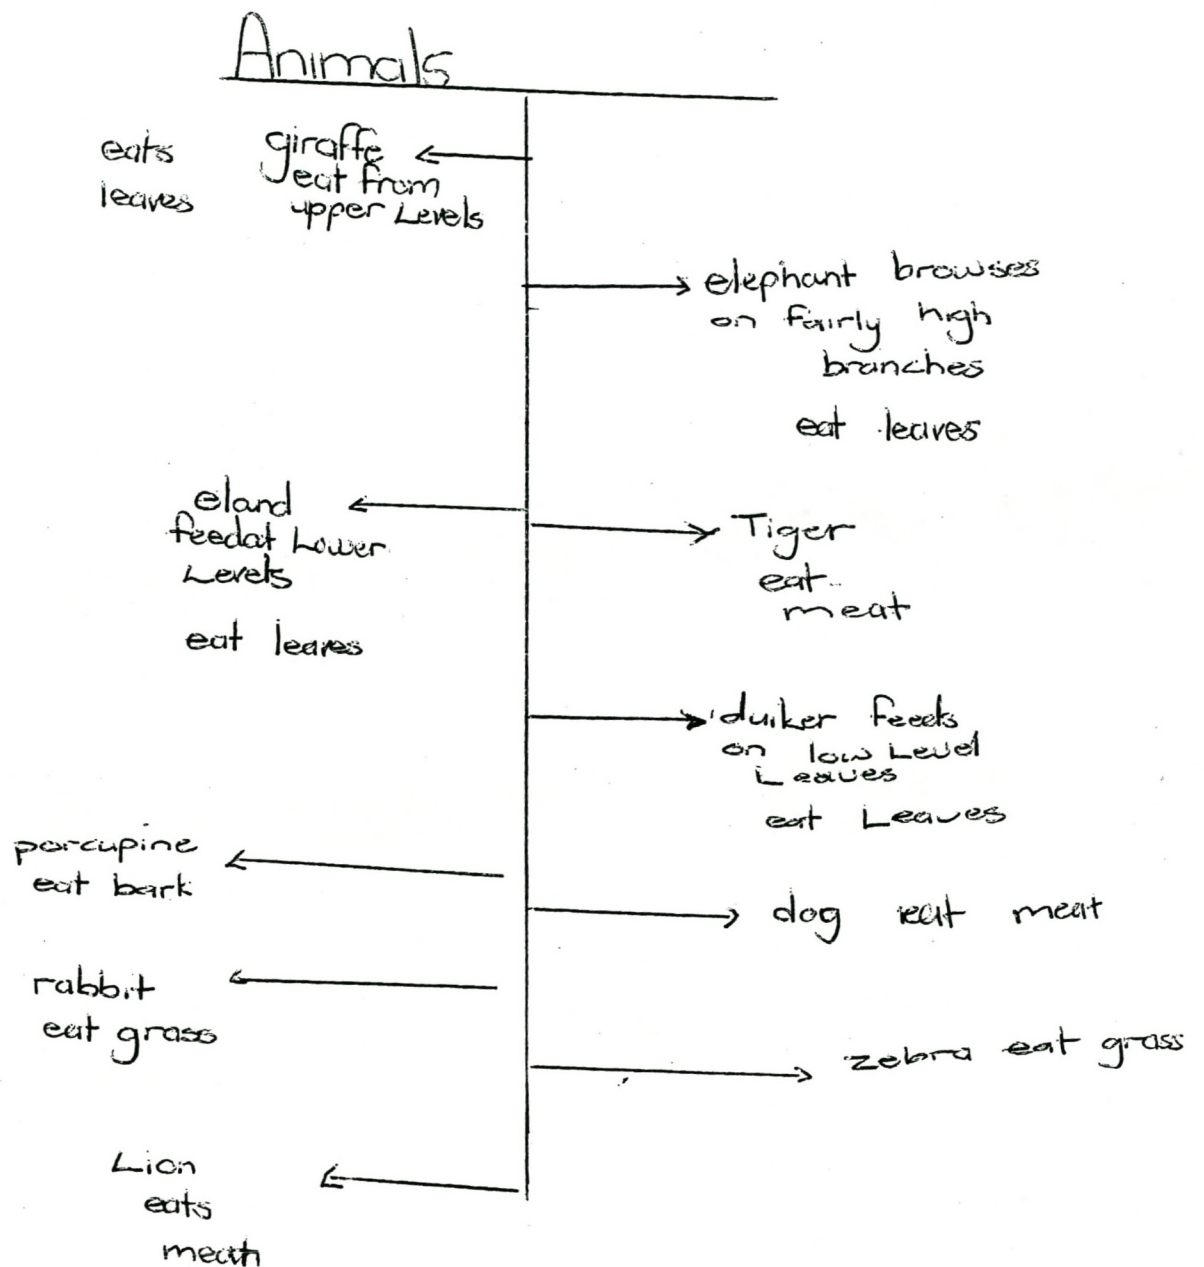 Animals
eats giraffe
leaves eat from
upper Levels
elephant browses
on fairly high
branches
eat leaves
eland
feedat Lower
Levels
eat leaves
Tiger
eat
meat
duiker feeds
on low Level
Leaves
eat Leaves
porcupine
eat bark
dog eat meat
rabbit
eat grass
zebra eat grass
Lion
eats
meath